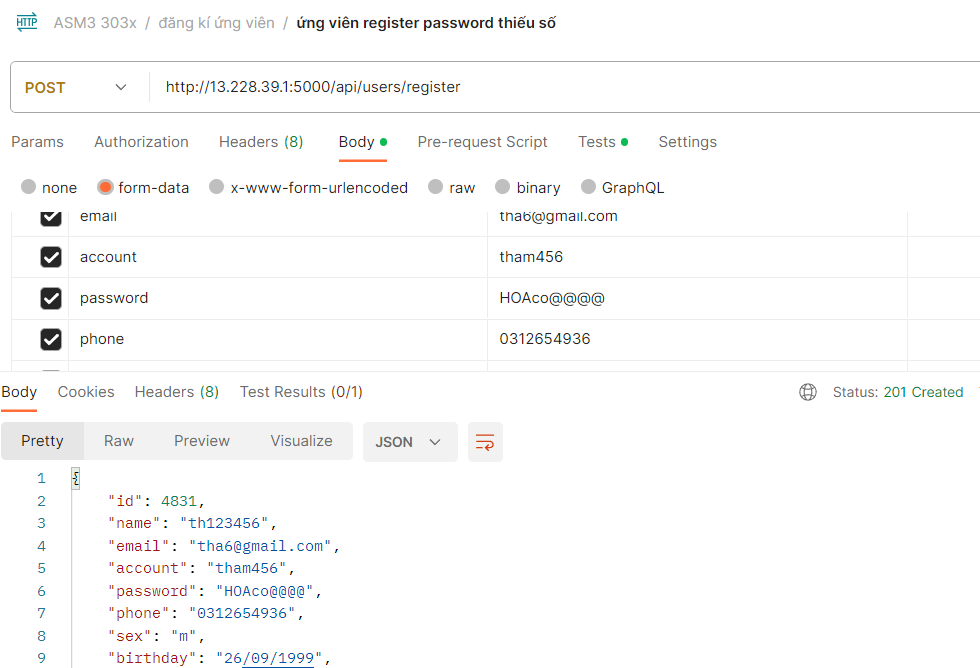 HTTP ASM3 303x / đăng kí ứng viên / ứng viên register password thiếu số
POST http://13.228.39.1:5000/api/users/register
Params Authorization Headers (8) Body Pre-request Script Tests Settings
none form-data x-www-form-urlencoded raw binary GraphQL
email tha6@gmail.com
account tham456
password HOAco@@@@
phone 0312654936
Body Cookies Headers (8) Test Results (0/1) Status: 201 Created
Pretty Raw Preview Visualize JSON
1 {
2 "id": 4831,
3 "name": "th123456",
4 "email": "tha6@gmail.com",
5 "account": "tham456",
6 "password": "HOAco@@@@",
7 "phone": "0312654936",
8 "sex": "m",
9 "birthday": "26/09/1999",